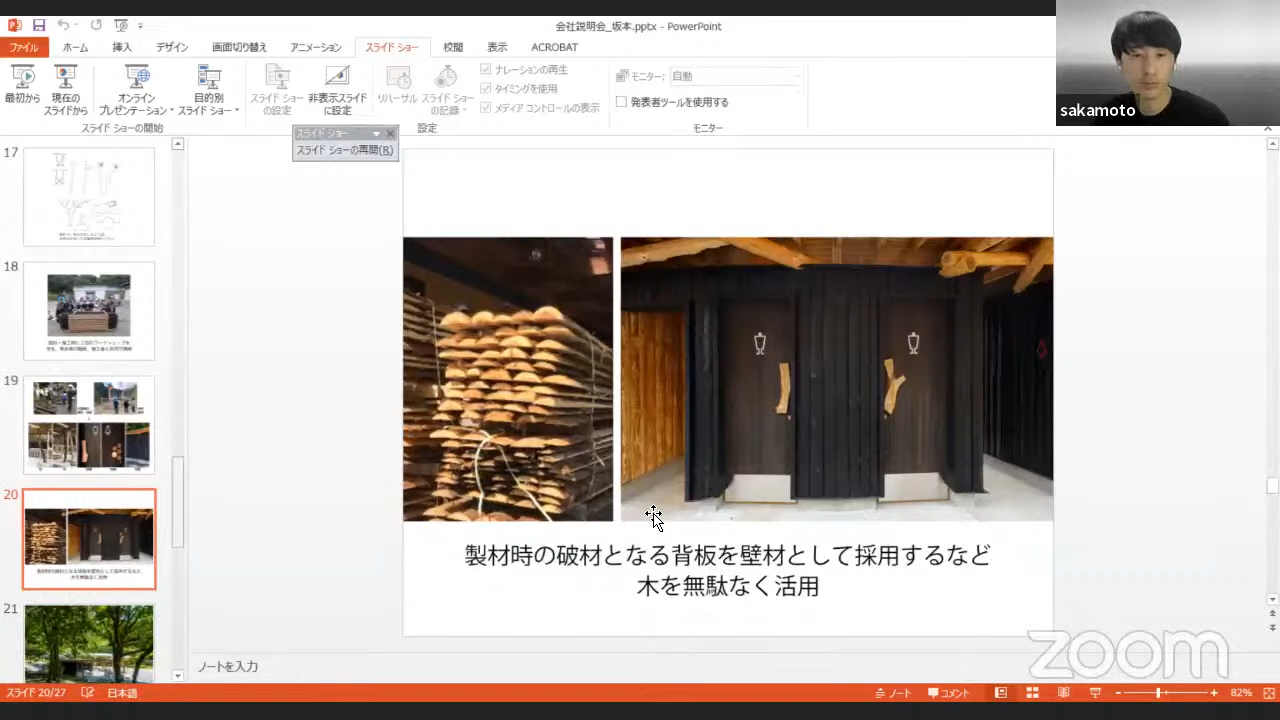 会社説明会_坂本.pptx - PowerPoint
ファイル ホーム 挿入 デザイン 画面切り替え アニメーション スライド ショー 校閲 表示 ACROBAT
最初から 現在の スライドから オンライン プレゼンテーション 目的別 スライド ショー
スライド ショーの開始
スライド ショー の設定 非表示スライド に設定 リハーサル スライド ショー の記録
ナレーションの再生
タイミングを使用
メディア コントロールの表示
設定
モニター: 自動
発表者ツールを使用する
モニター
スライド ショー
スライド ショーの再開(R)
sakamoto
17
18
19
20
21
製材時の破材となる背板を壁材として採用するなど
木を無駄なく活用
ノートを入力
zoom
スライド 20/27 日本語 ノート コメント 82%